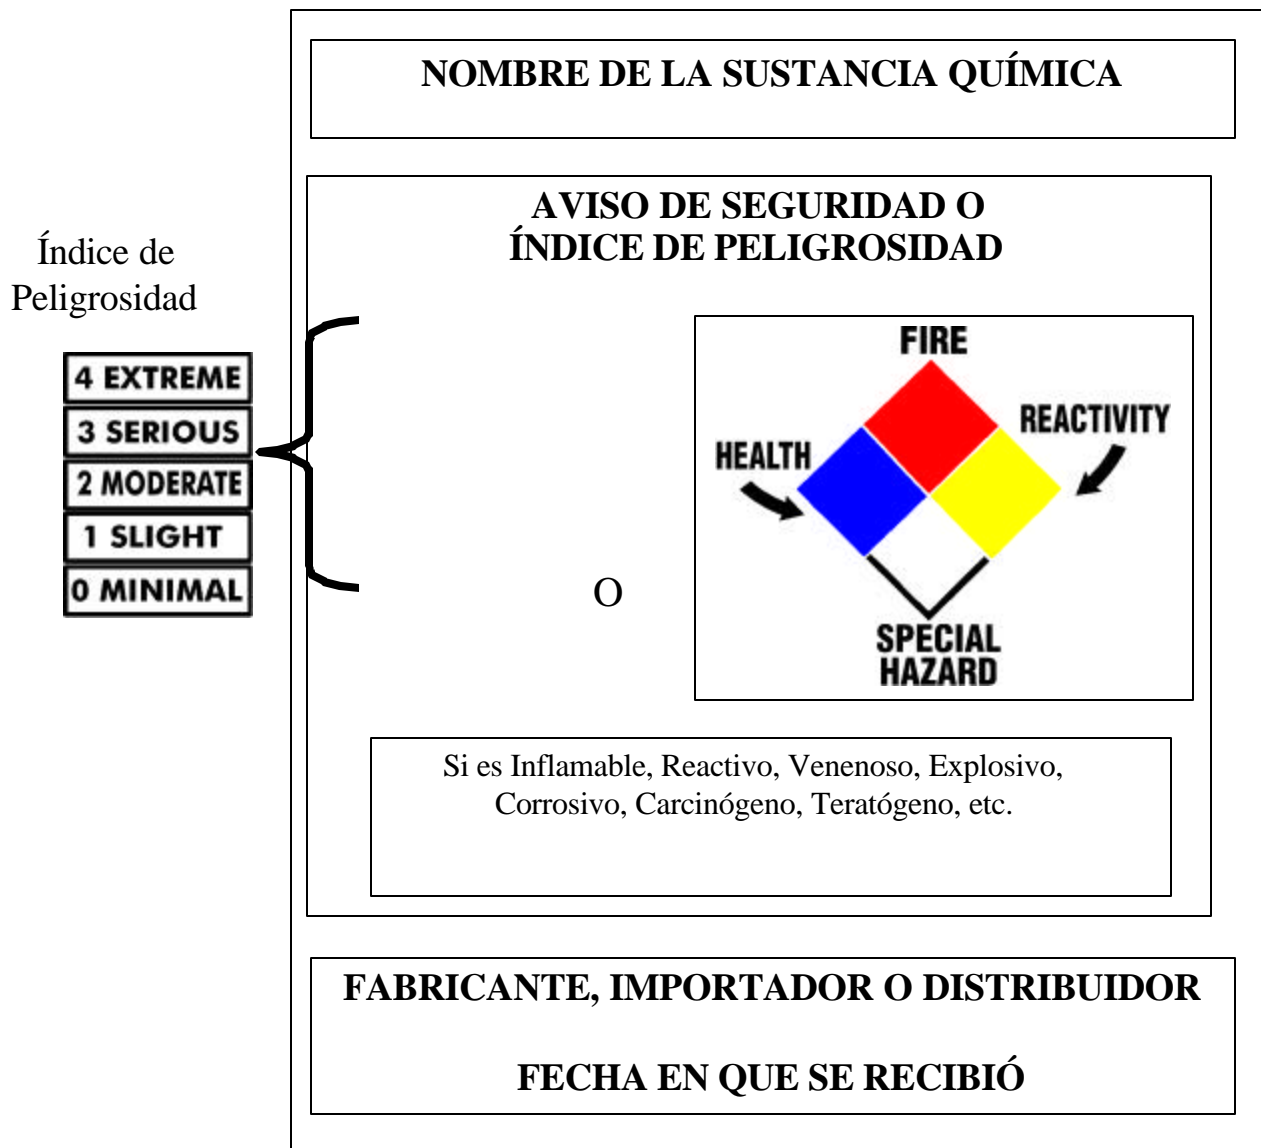 NOMBRE DE LA SUSTANCIA QUÍMICA
AVISO DE SEGURIDAD O
ÍNDICE DE PELIGROSIDAD
Índice de
Peligrosidad
4 EXTREME
3 SERIOUS
2 MODERATE
1 SLIGHT
0 MINIMAL
O
FIRE
REACTIVITY
HEALTH
SPECIAL
HAZARD
Si es Inflamable, Reactivo, Venenoso, Explosivo,
Corrosivo, Carcinógeno, Teratógeno, etc.
FABRICANTE, IMPORTADOR O DISTRIBUIDOR
FECHA EN QUE SE RECIBIÓ